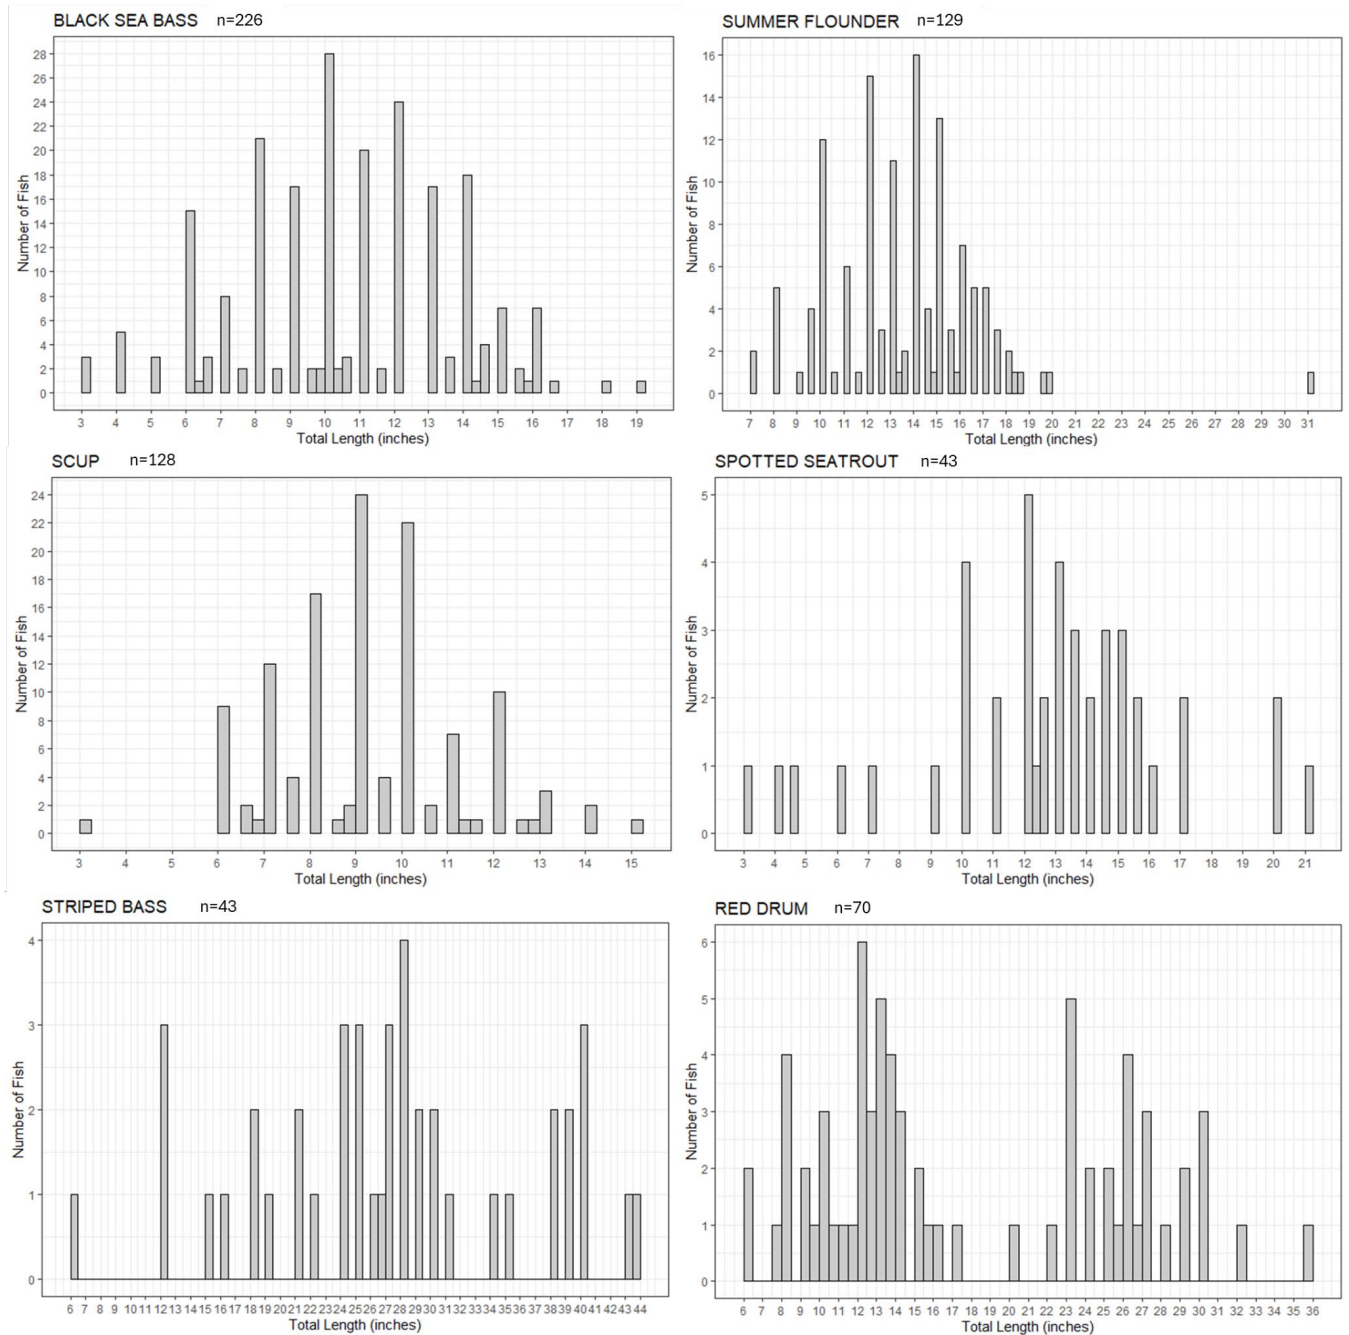 BLACK SEA BASS n=226
Number of Fish
28
26
24
22
20
18
16
14
12
10
8
6
4
2
0
3 4 5 6 7 8 9 10 11 12 13 14 15 16 17 18 19
Total Length (inches)
SUMMER FLOUNDER n=129
Number of Fish
16
14
12
10
8
6
4
2
0
7 8 9 10 11 12 13 14 15 16 17 18 19 20 21 22 23 24 25 26 27 28 29 30 31
Total Length (inches)
SCUP n=128
Number of Fish
24
22
20
18
16
14
12
10
8
6
4
2
0
3 4 5 6 7 8 9 10 11 12 13 14 15
Total Length (inches)
SPOTTED SEATROUT n=43
Number of Fish
5
4
3
2
1
0
3 4 5 6 7 8 9 10 11 12 13 14 15 16 17 18 19 20 21
Total Length (inches)
STRIPED BASS n=43
Number of Fish
4
3
2
1
0
6 7 8 9 10 11 12 13 14 15 16 17 18 19 20 21 22 23 24 25 26 27 28 29 30 31 32 33 34 35 36 37 38 39 40 41 42 43 44
Total Length (inches)
RED DRUM n=70
Number of Fish
6
5
4
3
2
1
0
6 7 8 9 10 11 12 13 14 15 16 17 18 19 20 21 22 23 24 25 26 27 28 29 30 31 32 33 34 35 36
Total Length (inches)